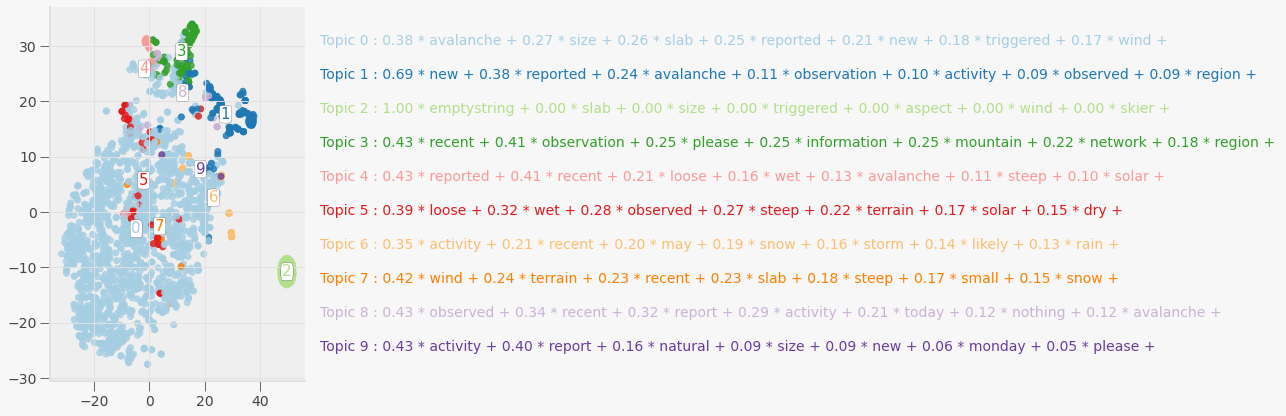 30
20
10
0
−10
−20
−30
−20 0 20 40
3
4
8
1
9
5
6
0
7
2
Topic 0 : 0.38 * avalanche + 0.27 * size + 0.26 * slab + 0.25 * reported + 0.21 * new + 0.18 * triggered + 0.17 * wind +
Topic 1 : 0.69 * new + 0.38 * reported + 0.24 * avalanche + 0.11 * observation + 0.10 * activity + 0.09 * observed + 0.09 * region +
Topic 2 : 1.00 * emptystring + 0.00 * slab + 0.00 * size + 0.00 * triggered + 0.00 * aspect + 0.00 * wind + 0.00 * skier +
Topic 3 : 0.43 * recent + 0.41 * observation + 0.25 * please + 0.25 * information + 0.25 * mountain + 0.22 * network + 0.18 * region +
Topic 4 : 0.43 * reported + 0.41 * recent + 0.21 * loose + 0.16 * wet + 0.13 * avalanche + 0.11 * steep + 0.10 * solar +
Topic 5 : 0.39 * loose + 0.32 * wet + 0.28 * observed + 0.27 * steep + 0.22 * terrain + 0.17 * solar + 0.15 * dry +
Topic 6 : 0.35 * activity + 0.21 * recent + 0.20 * may + 0.19 * snow + 0.16 * storm + 0.14 * likely + 0.13 * rain +
Topic 7 : 0.42 * wind + 0.24 * terrain + 0.23 * recent + 0.23 * slab + 0.18 * steep + 0.17 * small + 0.15 * snow +
Topic 8 : 0.43 * observed + 0.34 * recent + 0.32 * report + 0.29 * activity + 0.21 * today + 0.12 * nothing + 0.12 * avalanche +
Topic 9 : 0.43 * activity + 0.40 * report + 0.16 * natural + 0.09 * size + 0.09 * new + 0.06 * monday + 0.05 * please +